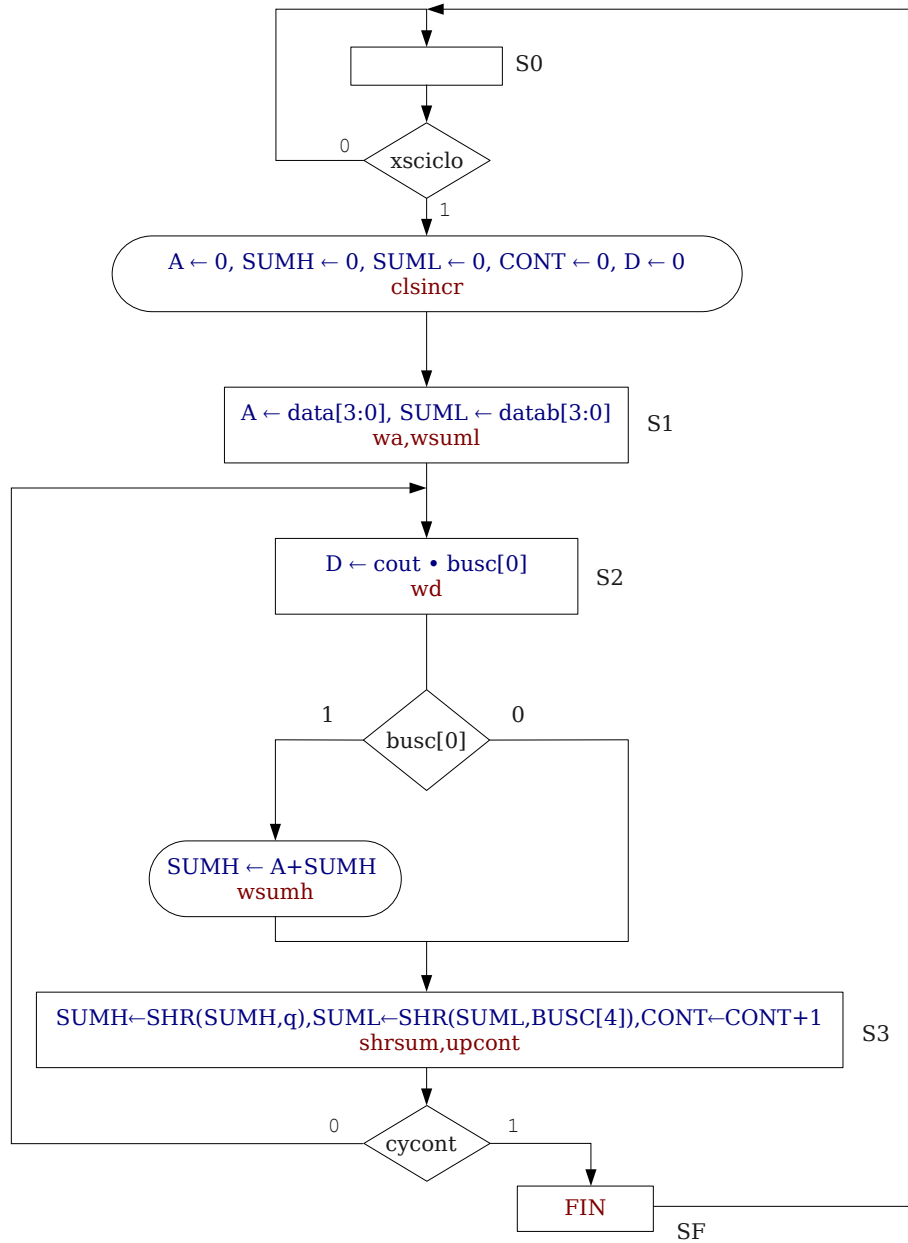 S0
0
xsciclo
1
A ← 0, SUMH ← 0, SUML ← 0, CONT ← 0, D ← 0
clsincr
A ← data[3:0], SUML ← datab[3:0]
wa,wsuml
S1
D ← cout • busc[0]
wd
S2
1
0
busc[0]
SUMH ← A+SUMH
wsumh
SUMH←SHR(SUMH,q),SUML←SHR(SUML,BUSC[4]),CONT←CONT+1
shrsum,upcont
S3
0
1
cycont
FIN
SF